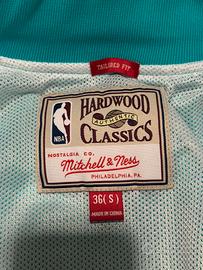 TAILORED FIT
HARDWOOD
AUTHENTIC
CLASSICS
NBA
NOSTALGIA CO.
Mitchell & Ness
PHILADELPHIA, PA.
36(S)
MADE IN CHINA